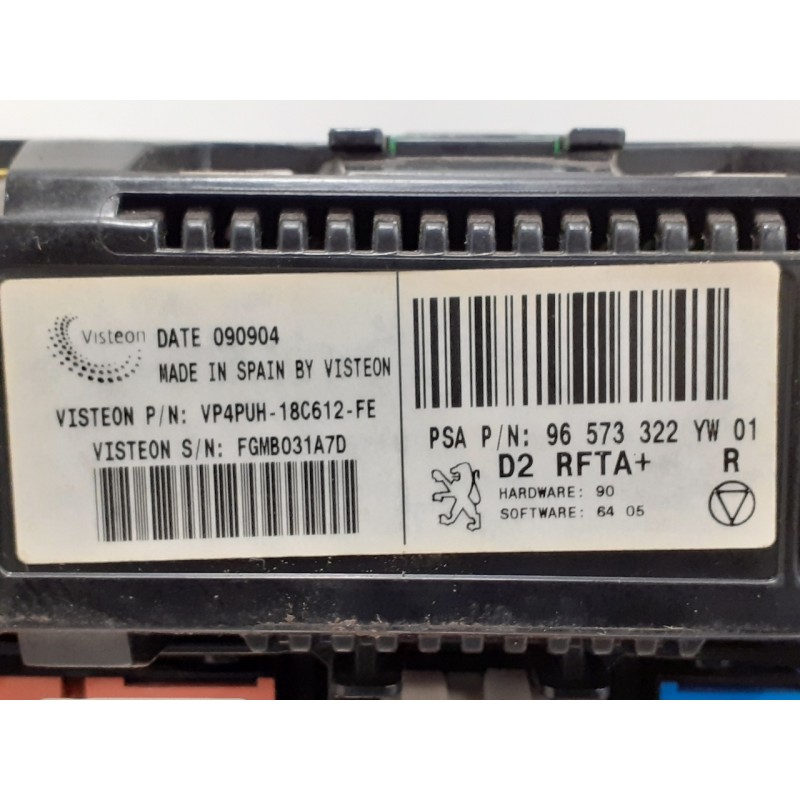 Visteon DATE 090904
MADE IN SPAIN BY VISTEON
VISTEON P/N: VP4PUH-18C612-FE
VISTEON S/N: FGMB031A7D
PSA P/N: 96 573 322 YW 01
D2 RFTA+ R
HARDWARE: 90
SOFTWARE: 64 05